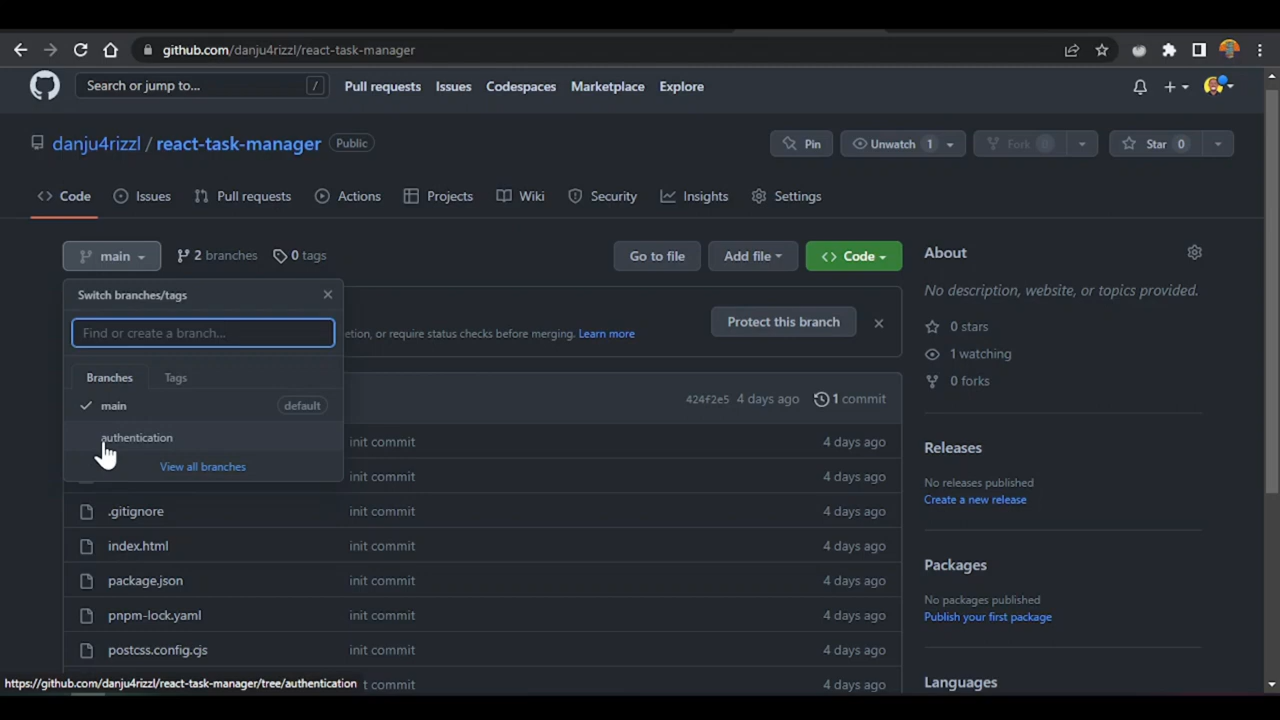 github.com/danju4rizzl/react-task-manager
Search or jump to...
/
Pull requests
Issues
Codespaces
Marketplace
Explore
danju4rizzl / react-task-manager
Public
Pin
Unwatch 1
Fork 0
Star 0
Code
Issues
Pull requests
Actions
Projects
Wiki
Security
Insights
Settings
main
2 branches
0 tags
Go to file
Add file
Code
About
No description, website, or topics provided.
Switch branches/tags
Find or create a branch...
etion, or require status checks before merging. Learn more
Protect this branch
0 stars
1 watching
0 forks
Branches
Tags
main
default
424f2e5 4 days ago
1 commit
authentication
View all branches
init commit
4 days ago
init commit
4 days ago
.gitignore
init commit
4 days ago
index.html
init commit
4 days ago
package.json
init commit
4 days ago
pnpm-lock.yaml
init commit
4 days ago
postcss.config.cjs
init commit
4 days ago
t commit
4 days ago
Releases
No releases published
Create a new release
Packages
No packages published
Publish your first package
Languages
https://github.com/danju4rizzl/react-task-manager/tree/authentication